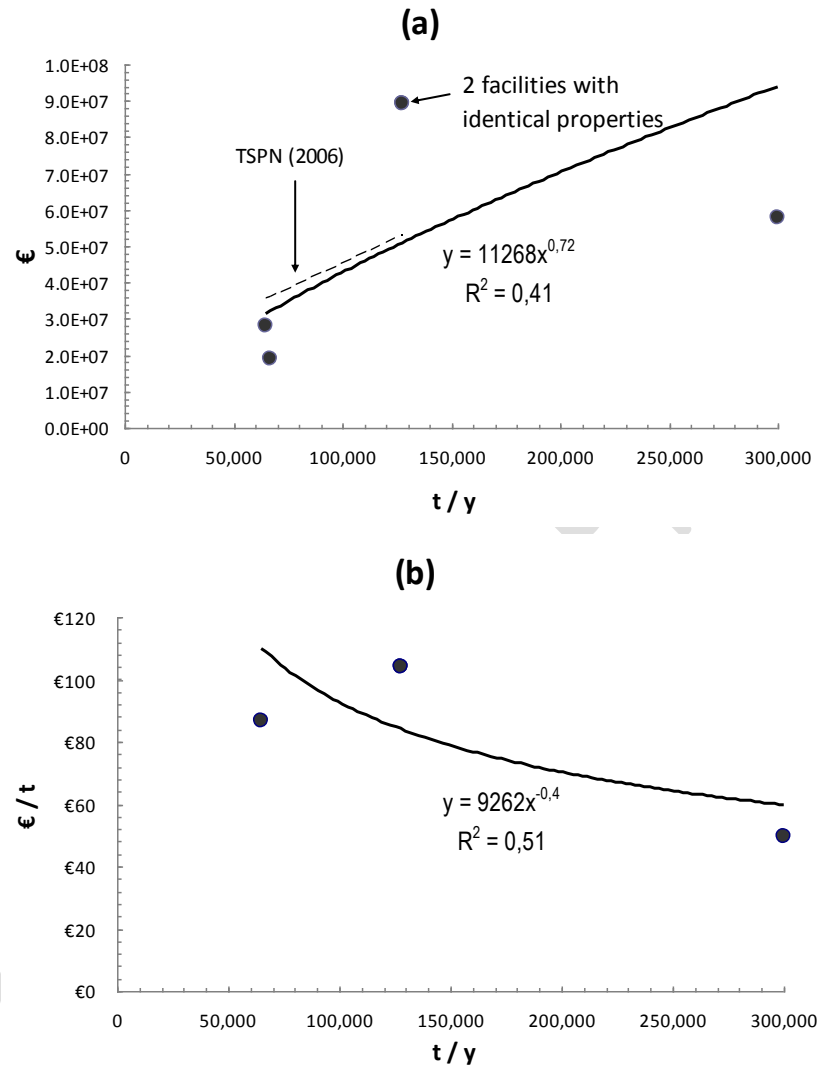 (a)
1.0E+08
9.0E+07
8.0E+07
7.0E+07
6.0E+07
5.0E+07
4.0E+07
3.0E+07
2.0E+07
1.0E+07
0.0E+00
€
2 facilities with
identical properties
TSPN (2006)
y = 11268x^0,72
R² = 0,41
0 50,000 100,000 150,000 200,000 250,000 300,000
t / y
(b)
€120
€100
€80
€60
€40
€20
€0
€ / t
y = 9262x^-0,4
R² = 0,51
0 50,000 100,000 150,000 200,000 250,000 300,000
t / y